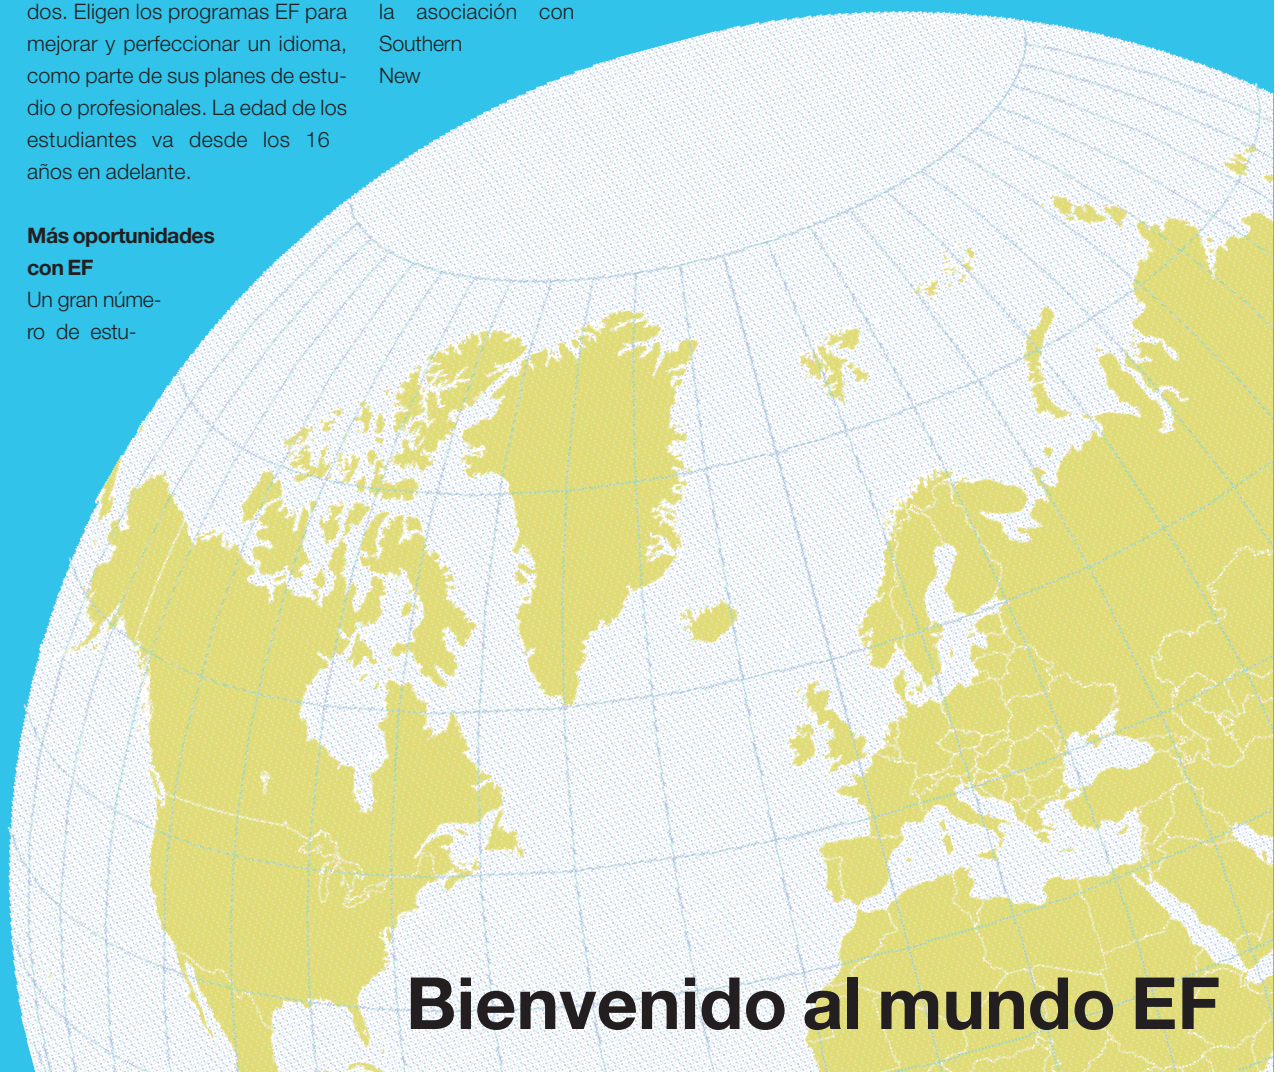 dos. Eligen los programas EF para
mejorar y perfeccionar un idioma,
como parte de sus planes de estu-
dio o profesionales. La edad de los
estudiantes va desde los 16
años en adelante.
Más oportunidades
con EF
Un gran núme-
ro de estu-
la asociación con
Southern
New
Bienvenido al mundo EF